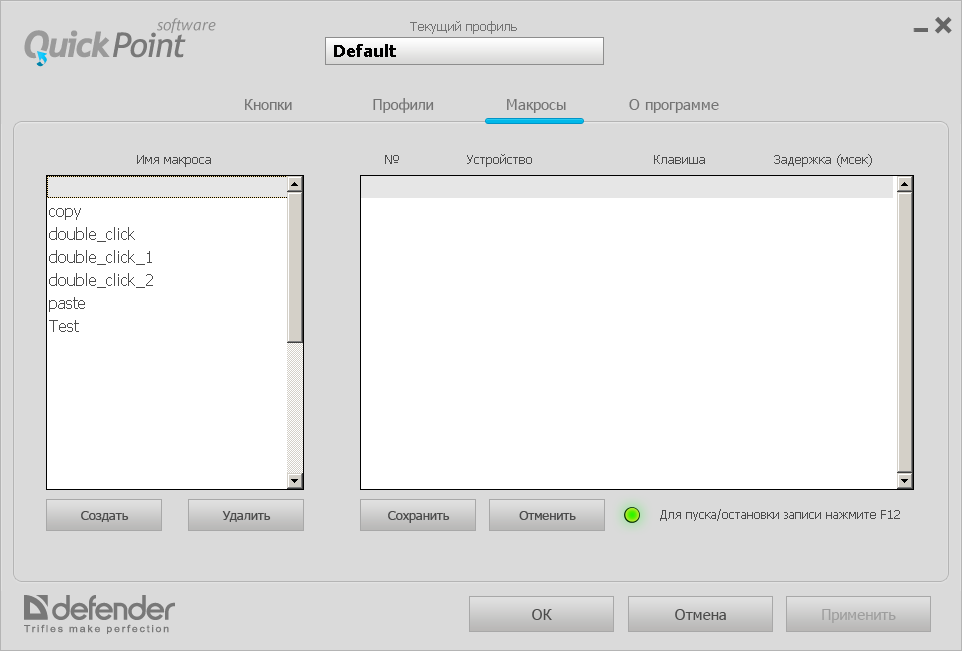 software
QuickPoint
Текущий профиль
Default
Кнопки
Профили
Макросы
О программе
Имя макроса
№
Устройство
Клавиша
Задержка (мсек)
copy
double_click
double_click_1
double_click_2
paste
Test
Создать
Удалить
Сохранить
Отменить
Для пуска/остановки записи нажмите F12
defender
Trifles make perfection
OK
Отмена
Применить